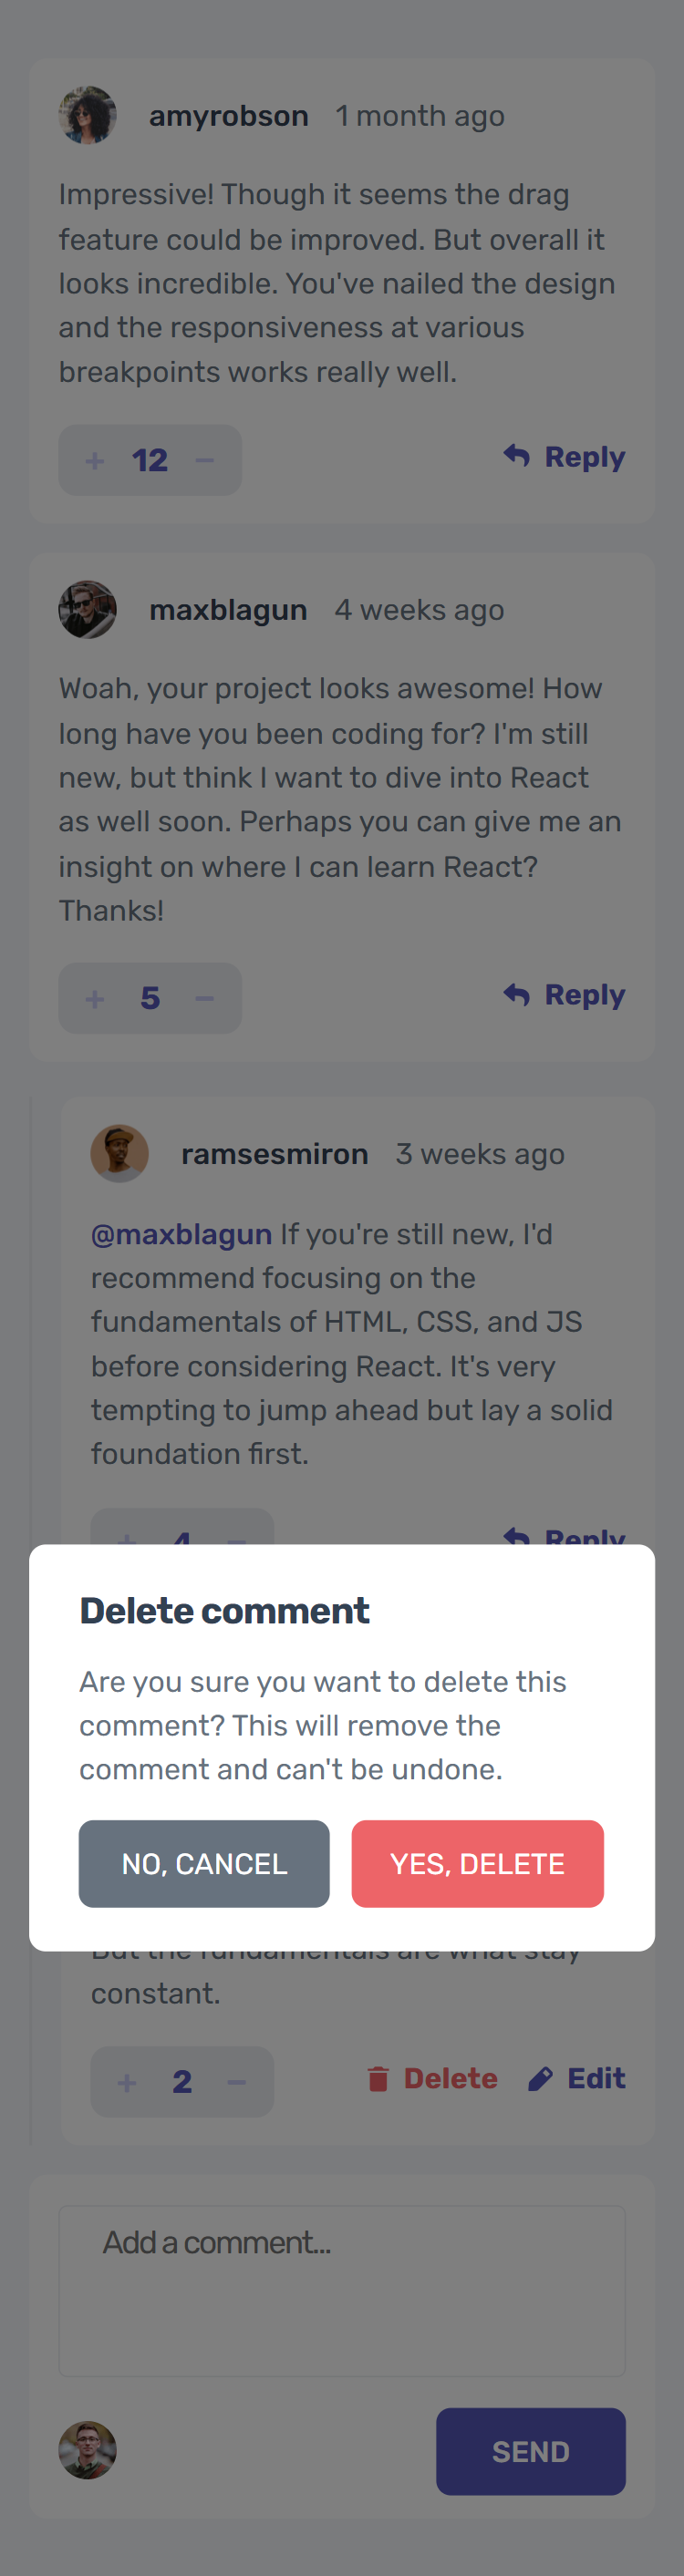 amyrobson 1 month ago
Impressive! Though it seems the drag
feature could be improved. But overall it
looks incredible. You've nailed the design
and the responsiveness at various
breakpoints works really well.
+ 12 − Reply
maxblagun 4 weeks ago
Woah, your project looks awesome! How
long have you been coding for? I'm still
new, but think I want to dive into React
as well soon. Perhaps you can give me an
insight on where I can learn React?
Thanks!
+ 5 − Reply
ramsesmiron 3 weeks ago
@maxblagun If you're still new, I'd
recommend focusing on the
fundamentals of HTML, CSS, and JS
before considering React. It's very
tempting to jump ahead but lay a solid
foundation first.
+ 4 − Reply
Delete comment
Are you sure you want to delete this
comment? This will remove the
comment and can't be undone.
NO, CANCEL YES, DELETE
But the fundamentals are what stay
constant.
+ 2 − Delete Edit
Add a comment...
SEND